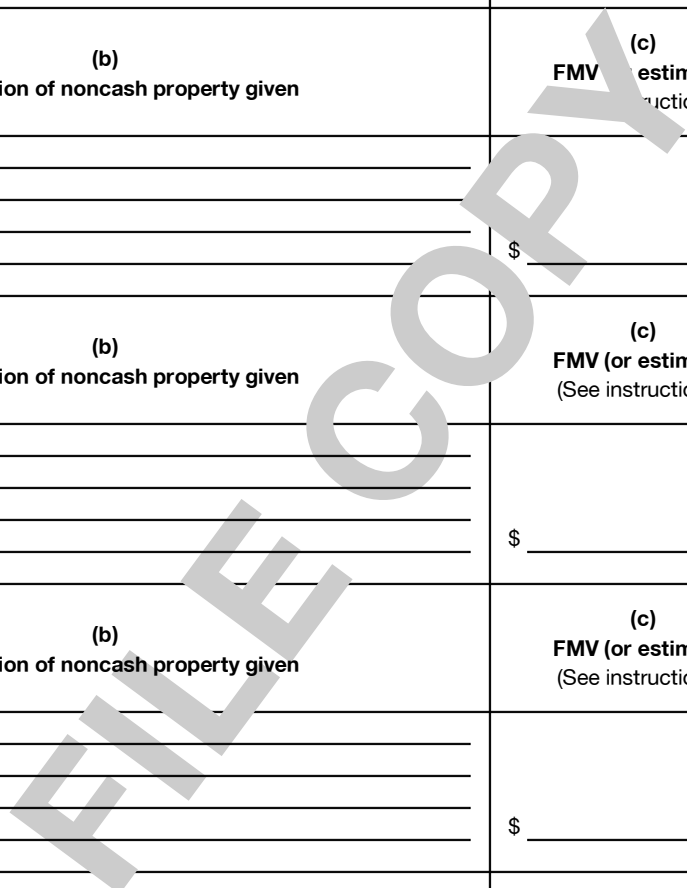 (b)
ion of noncash property given
(c)
FMV estim
ructio
$
(b)
ion of noncash property given
(c)
FMV (or estim
(See instructio
$
(b)
ion of noncash property given
(c)
FMV (or estim
(See instructio
$
FILE COPY